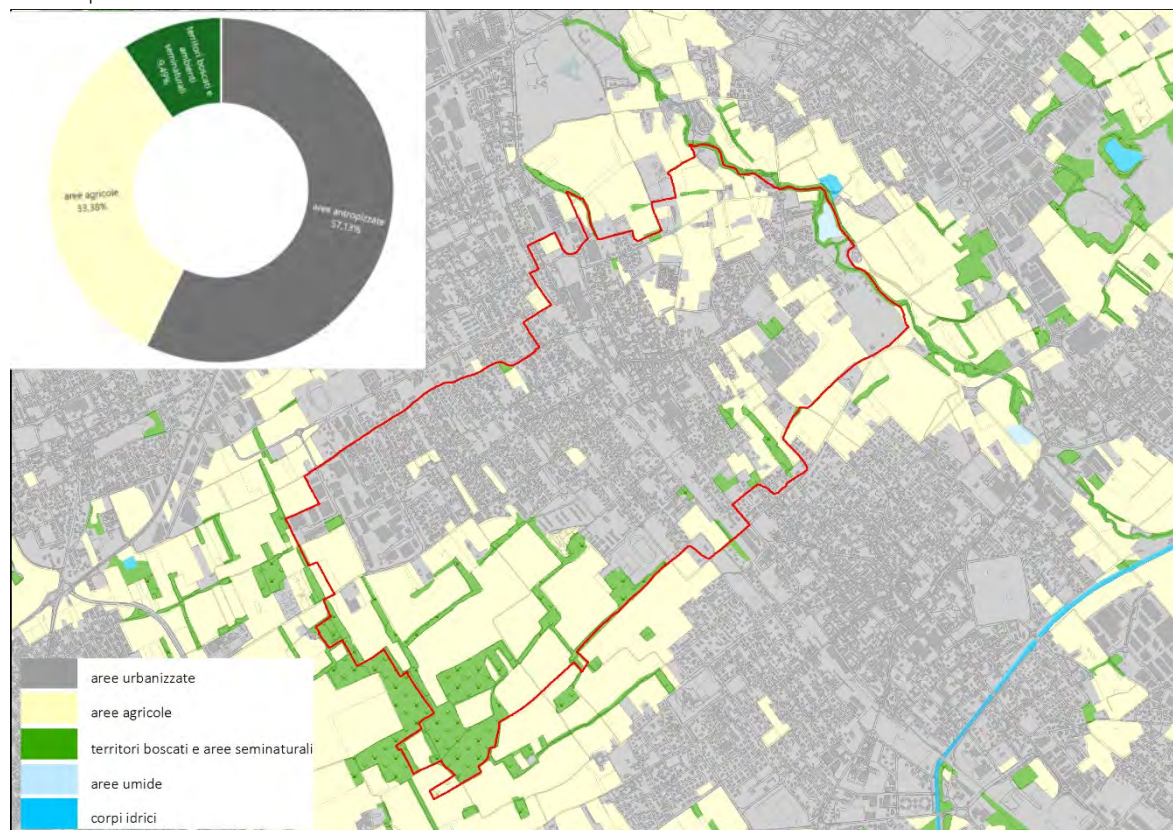 territori boscati e
ambienti
seminaturali
9,49%
aree agricole
33,38%
aree antropizzate
57,13%
aree urbanizzate
aree agricole
territori boscati e aree seminaturali
aree umide
corpi idrici